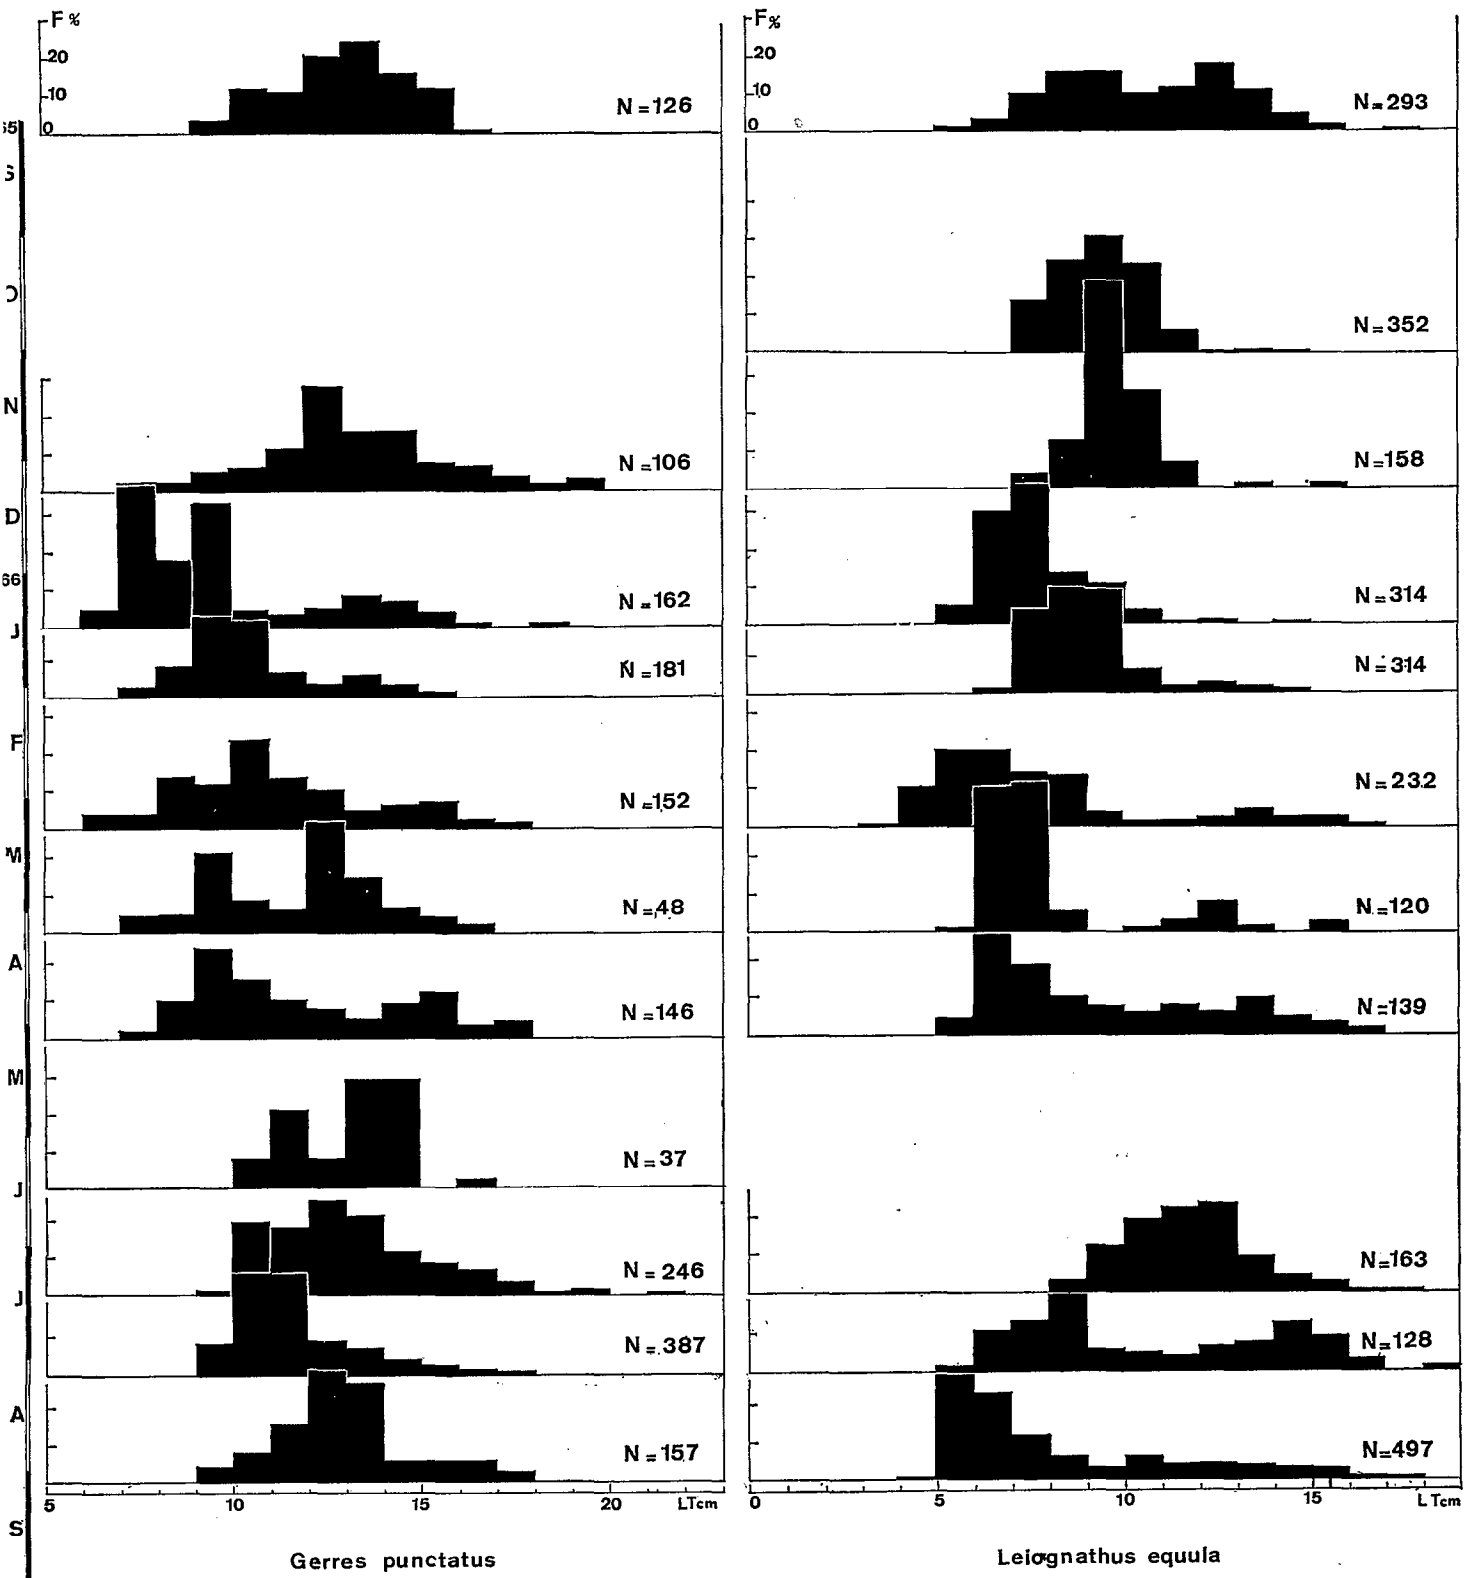 F% F%
20 20
10 10
N=126 N=293
0 0
65
S
O
N=352
N
N=106 N=158
D
66
N=162 N=314
J
N=181 N=314
F
N=152 N=232
M
N=48 N=120
A
N=146 N=139
M
N=37
J
N=246 N=163
J
N=387 N=128
A
N=157 N=497
5 10 15 20 LTcm 0 5 10 15 LTcm
S
Gerres punctatus Leiognathus equula